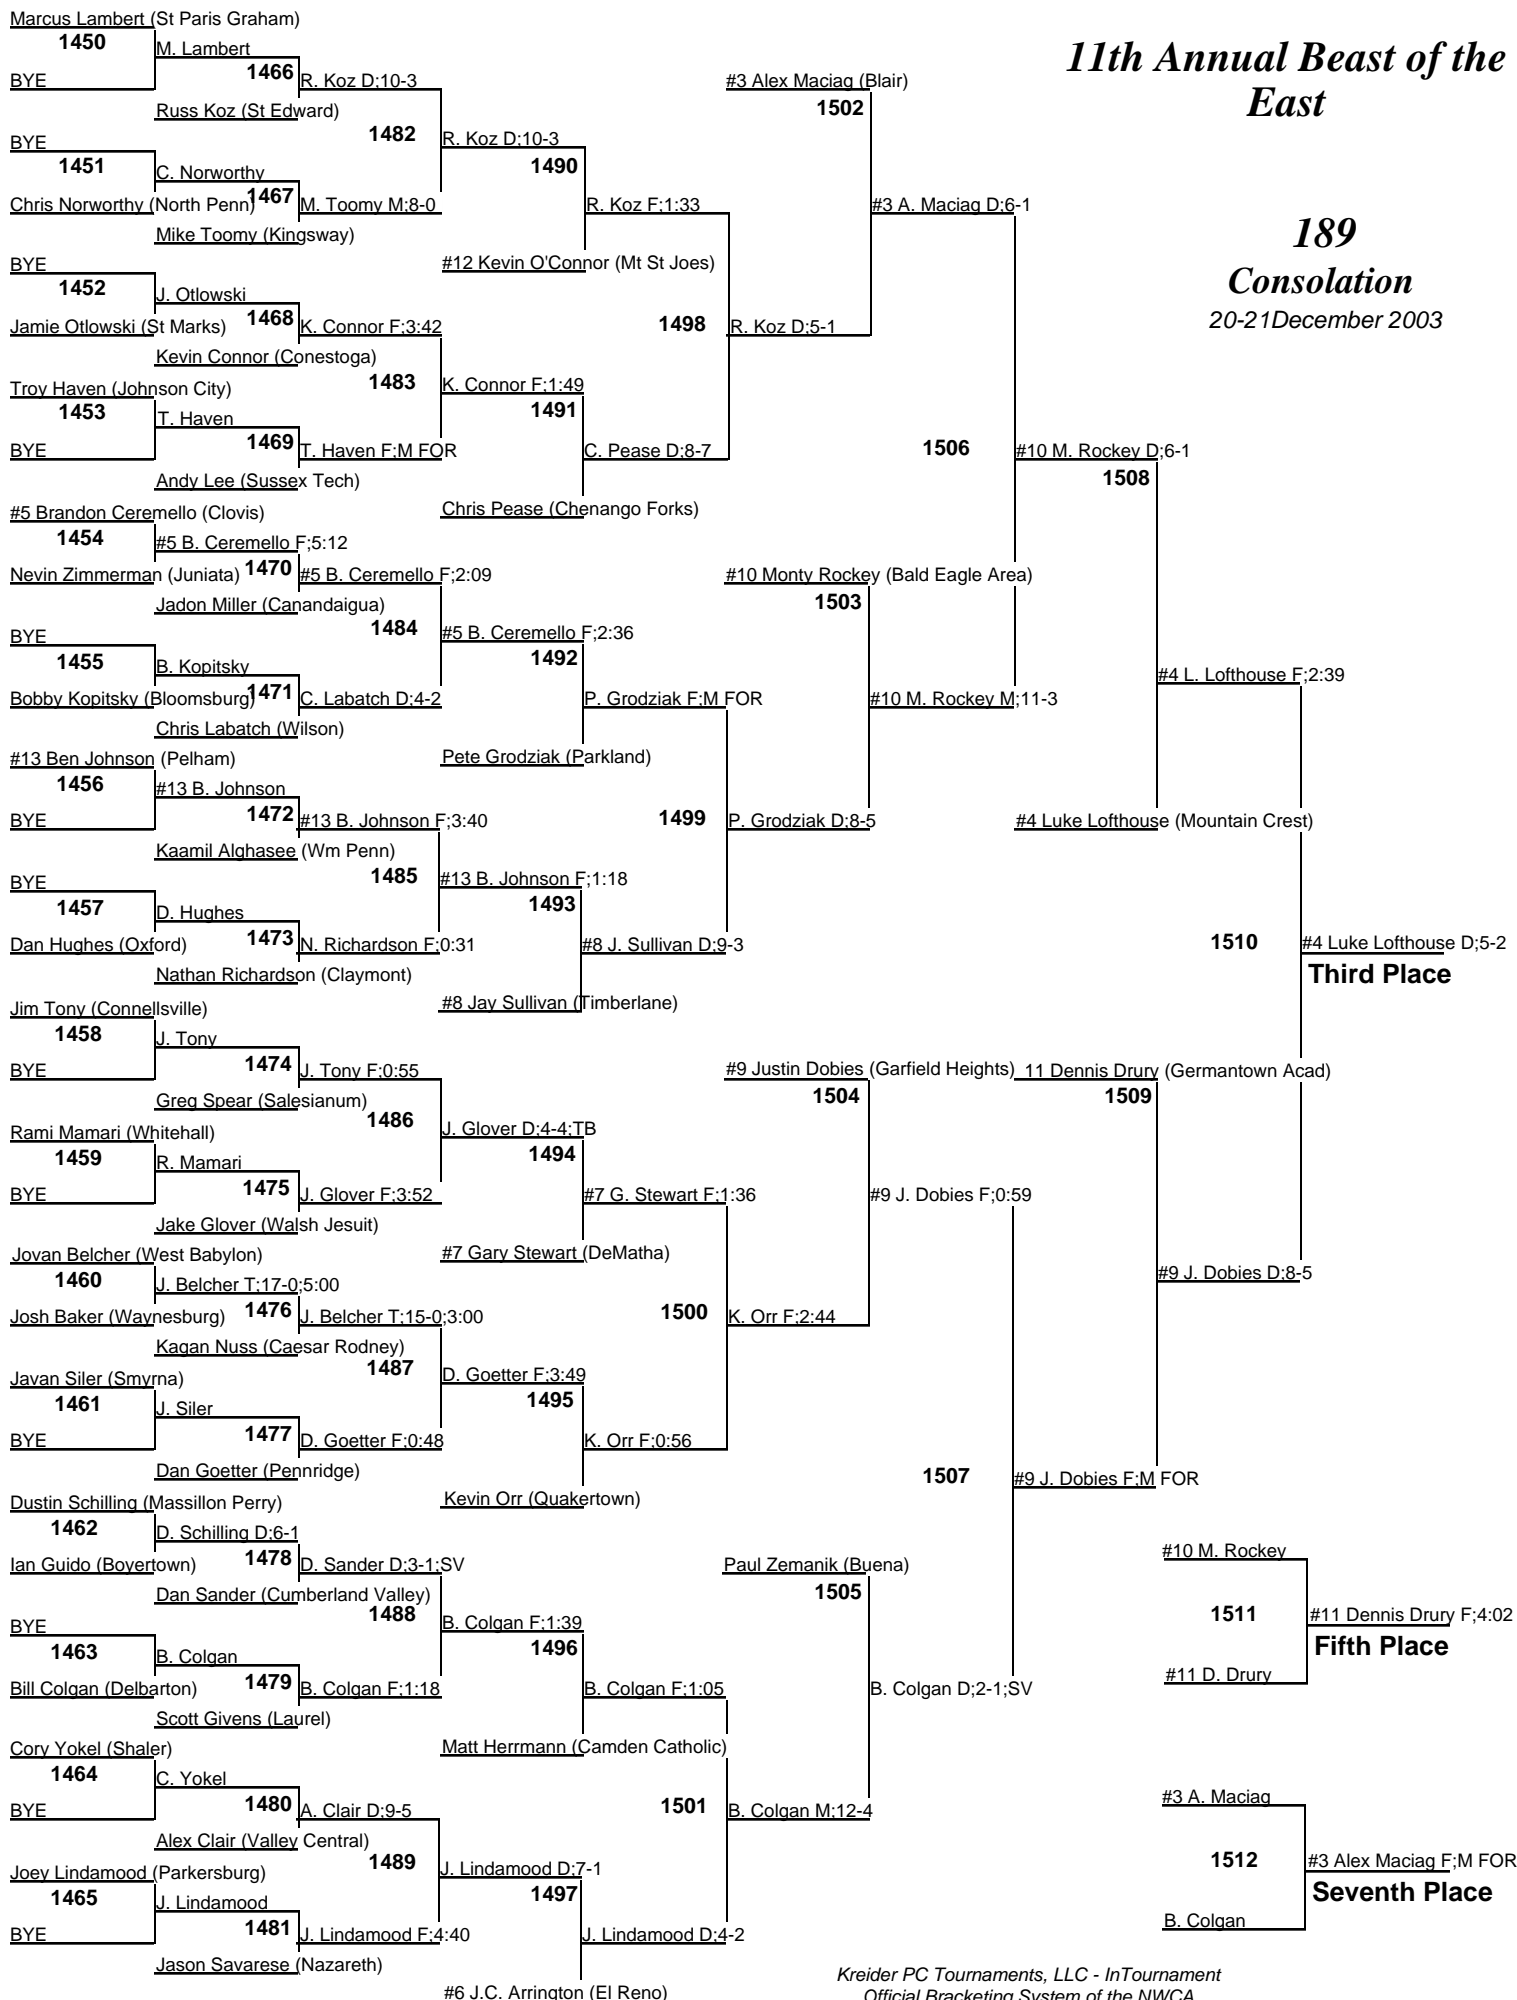 11th Annual Beast of the
East
189
Consolation
20-21December 2003
Marcus Lambert (St Paris Graham)
1450
BYE
BYE
1451
Chris Norworthy (North Penn)
BYE
1452
Jamie Otlowski (St Marks)
Troy Haven (Johnson City)
1453
BYE
#5 Brandon Ceremello (Clovis)
1454
Nevin Zimmerman (Juniata)
BYE
1455
Bobby Kopitsky (Bloomsburg)
#13 Ben Johnson (Pelham)
1456
BYE
BYE
1457
Dan Hughes (Oxford)
Jim Tony (Connellsville)
1458
BYE
Rami Mamari (Whitehall)
1459
BYE
Jovan Belcher (West Babylon)
1460
Josh Baker (Waynesburg)
Javan Siler (Smyrna)
1461
BYE
Dustin Schilling (Massillon Perry)
1462
Ian Guido (Boyertown)
BYE
1463
Bill Colgan (Delbarton)
Cory Yokel (Shaler)
1464
BYE
Joey Lindamood (Parkersburg)
1465
BYE
M. Lambert
1466
Russ Koz (St Edward)
C. Norworthy
1467
Mike Toomy (Kingsway)
J. Otlowski
1468
Kevin Connor (Conestoga)
T. Haven
1469
Andy Lee (Sussex Tech)
#5 B. Ceremello F;5:12
1470
Jadon Miller (Canandaigua)
B. Kopitsky
1471
Chris Labatch (Wilson)
#13 B. Johnson
1472
Kaamil Alghasee (Wm Penn)
D. Hughes
1473
Nathan Richardson (Claymont)
J. Tony
1474
Greg Spear (Salesianum)
R. Mamari
1475
Jake Glover (Walsh Jesuit)
J. Belcher T;17-0;5:00
1476
Kagan Nuss (Caesar Rodney)
J. Siler
1477
Dan Goetter (Pennridge)
D. Schilling D;6-1
1478
Dan Sander (Cumberland Valley)
B. Colgan
1479
Scott Givens (Laurel)
C. Yokel
1480
Alex Clair (Valley Central)
J. Lindamood
1481
Jason Savarese (Nazareth)
R. Koz D;10-3
1482
M. Toomy M;8-0
K. Connor F;3:42
1483
T. Haven F;M FOR
#5 B. Ceremello F;2:09
1484
C. Labatch D;4-2
#13 B. Johnson F;3:40
1485
N. Richardson F;0:31
J. Tony F;0:55
1486
J. Glover F;3:52
J. Belcher T;15-0;3:00
1487
D. Goetter F;0:48
D. Sander D;3-1;SV
1488
B. Colgan F;1:18
A. Clair D;9-5
1489
J. Lindamood F;4:40
R. Koz D;10-3
1490
#12 Kevin O'Connor (Mt St Joes)
K. Connor F;1:49
1491
Chris Pease (Chenango Forks)
#5 B. Ceremello F;2:36
1492
Pete Grodziak (Parkland)
#13 B. Johnson F;1:18
1493
#8 Jay Sullivan (Timberlane)
J. Glover D;4-4;TB
1494
#7 Gary Stewart (DeMatha)
D. Goetter F;3:49
1495
Kevin Orr (Quakertown)
B. Colgan F;1:39
1496
Matt Herrmann (Camden Catholic)
J. Lindamood D;7-1
1497
#6 J.C. Arrington (El Reno)
R. Koz F;1:33
1498
C. Pease D;8-7
P. Grodziak F;M FOR
1499
#8 J. Sullivan D;9-3
#7 G. Stewart F;1:36
1500
K. Orr F;0:56
B. Colgan F;1:05
1501
J. Lindamood D;4-2
#3 Alex Maciag (Blair)
1502
R. Koz D;5-1
#10 Monty Rockey (Bald Eagle Area)
1503
P. Grodziak D;8-5
#9 Justin Dobies (Garfield Heights)
1504
K. Orr F;2:44
Paul Zemanik (Buena)
1505
B. Colgan M;12-4
#3 A. Maciag D;6-1
1506
#10 M. Rockey M;11-3
#9 J. Dobies F;0:59
1507
B. Colgan D;2-1;SV
#10 M. Rockey D;6-1
1508
#4 Luke Lofthouse (Mountain Crest)
11 Dennis Drury (Germantown Acad)
1509
#9 J. Dobies F;M FOR
#4 L. Lofthouse F;2:39
1510
#9 J. Dobies D;8-5
#4 Luke Lofthouse D;5-2
Third Place
#10 M. Rockey
1511
#11 D. Drury
#11 Dennis Drury F;4:02
Fifth Place
#3 A. Maciag
1512
B. Colgan
#3 Alex Maciag F;M FOR
Seventh Place
Kreider PC Tournaments, LLC - InTournament
Official Bracketing System of the NWCA